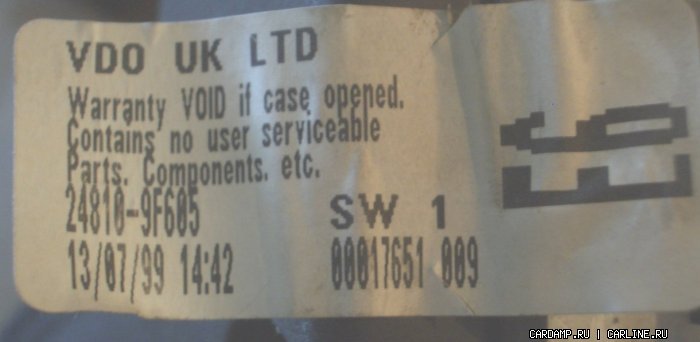 VDO UK LTD
Warranty VOID if case opened.
Contains no user serviceable
Parts. Components. etc.
24810-9F605 SW 1
13/07/99 14:42 00017651 009
E6
CARDAMP.RU | CARLINE.RU